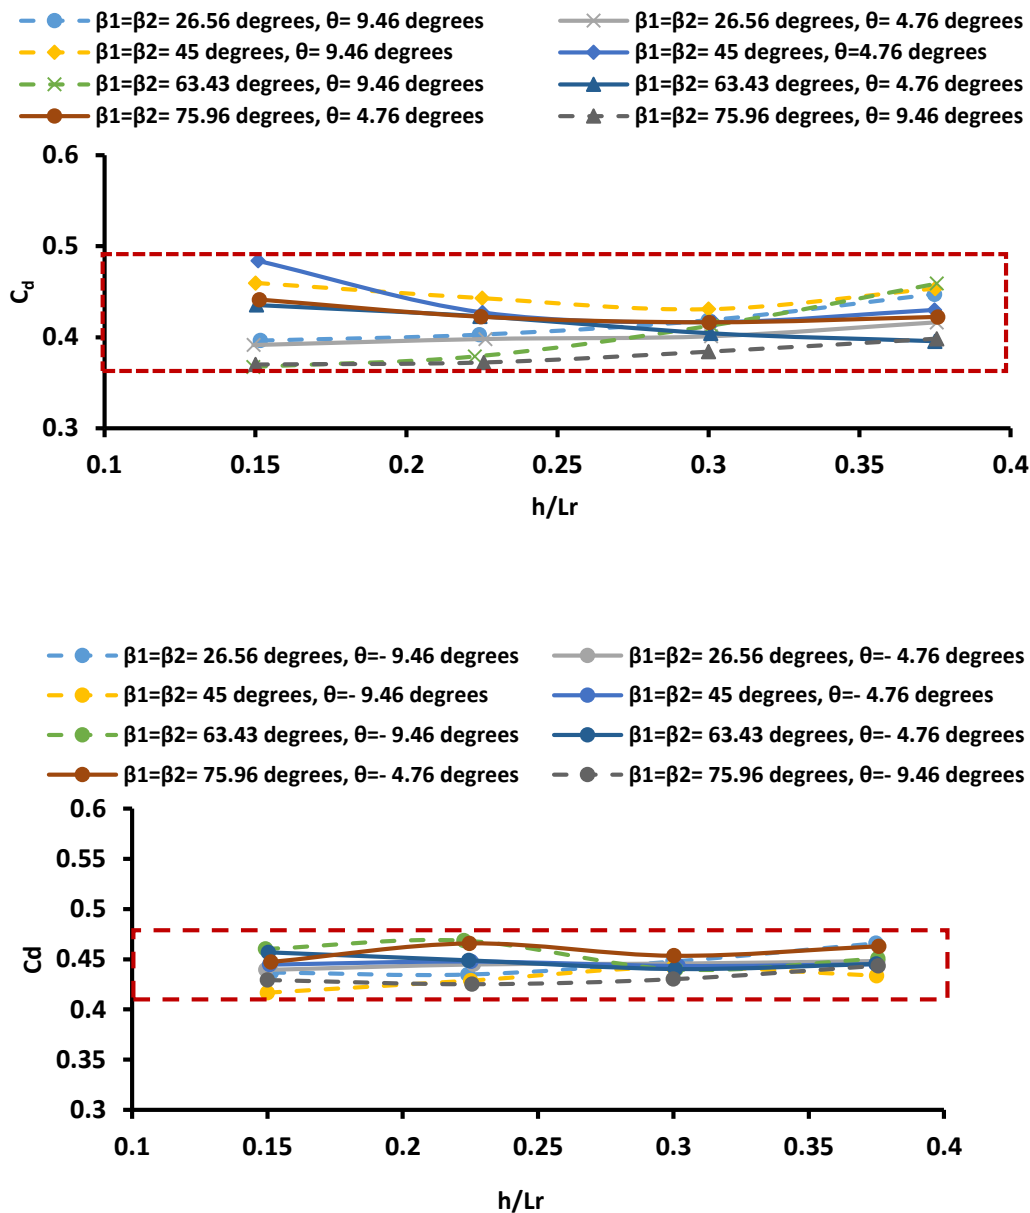 β1=β2= 26.56 degrees, θ= 9.46 degrees
β1=β2= 26.56 degrees, θ= 4.76 degrees
β1=β2= 45 degrees, θ= 9.46 degrees
β1=β2= 45 degrees, θ=4.76 degrees
β1=β2= 63.43 degrees, θ= 9.46 degrees
β1=β2= 63.43 degrees, θ= 4.76 degrees
β1=β2= 75.96 degrees, θ= 4.76 degrees
β1=β2= 75.96 degrees, θ= 9.46 degrees
0.6
0.5
0.4
0.3
Cd
0.1 0.15 0.2 0.25 0.3 0.35 0.4
h/Lr
β1=β2= 26.56 degrees, θ=- 9.46 degrees
β1=β2= 26.56 degrees, θ=- 4.76 degrees
β1=β2= 45 degrees, θ=- 9.46 degrees
β1=β2= 45 degrees, θ=- 4.76 degrees
β1=β2= 63.43 degrees, θ=- 9.46 degrees
β1=β2= 63.43 degrees, θ=- 4.76 degrees
β1=β2= 75.96 degrees, θ=- 4.76 degrees
β1=β2= 75.96 degrees, θ=- 9.46 degrees
0.6
0.55
0.5
0.45
0.4
0.35
0.3
Cd
0.1 0.15 0.2 0.25 0.3 0.35 0.4
h/Lr